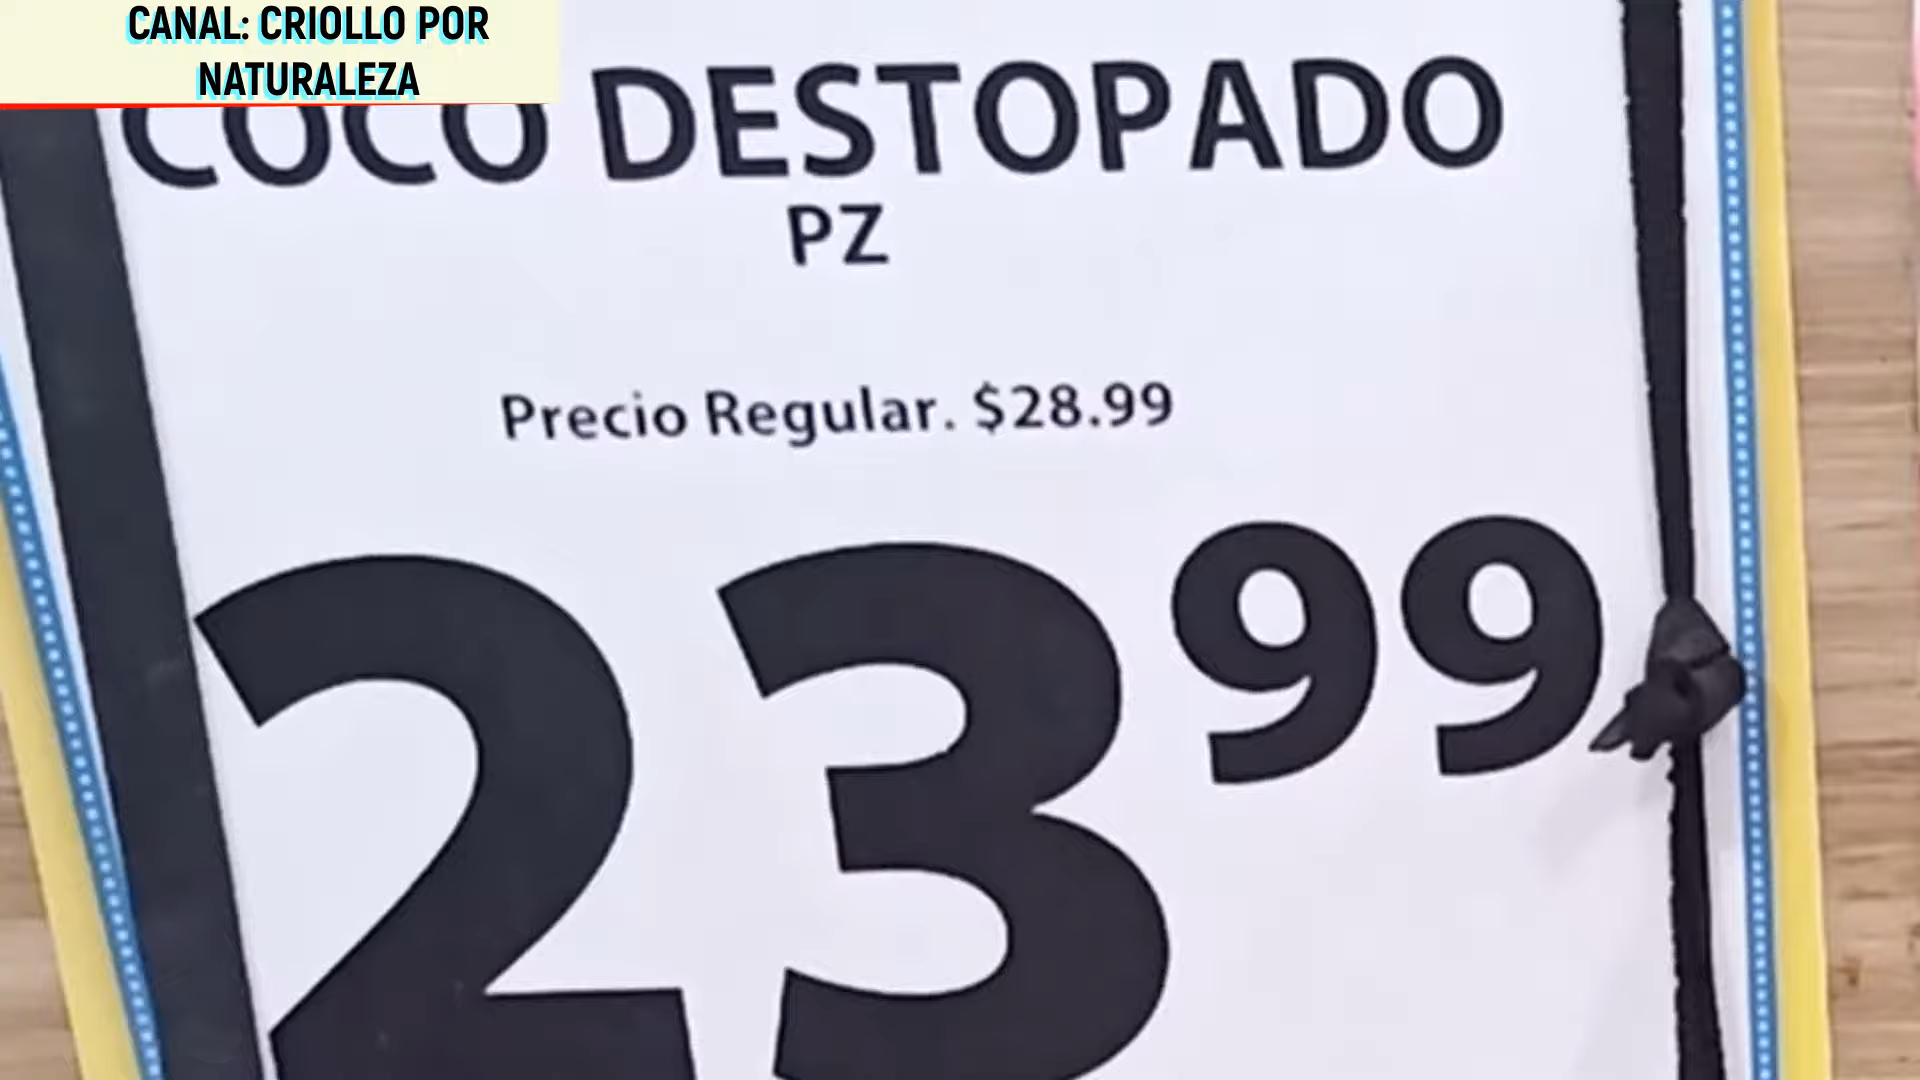 CANAL: CRIOLLO POR
NATURALEZA
COCO DESTOPADO
PZ
Precio Regular. $28.99
23 99